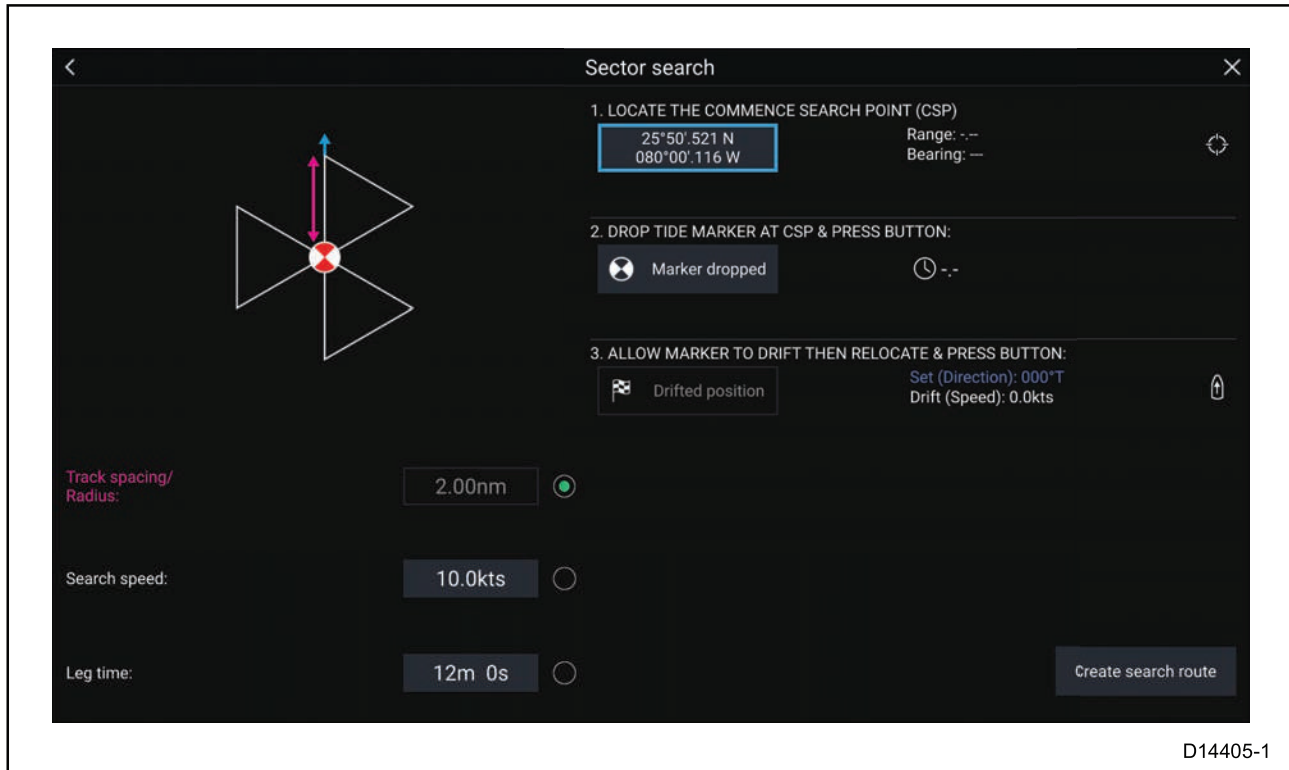 Sector search
1. LOCATE THE COMMENCE SEARCH POINT (CSP)
25°50'.521 N
080°00'.116 W
Range: -.--
Bearing: ---
2. DROP TIDE MARKER AT CSP & PRESS BUTTON:
Marker dropped
-.-
3. ALLOW MARKER TO DRIFT THEN RELOCATE & PRESS BUTTON:
Drifted position
Set (Direction): 000°T
Drift (Speed): 0.0kts
Track spacing/
Radius:
2.00nm
Search speed:
10.0kts
Leg time:
12m 0s
Create search route
D14405-1